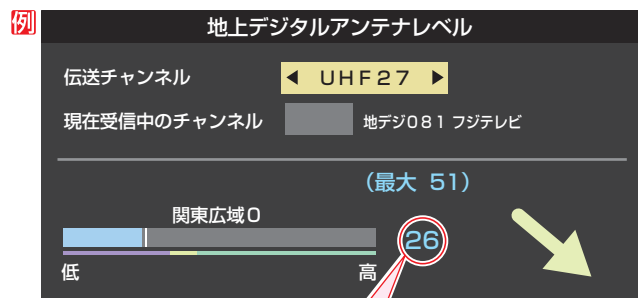 例
地上デジタルアンテナレベル
伝送チャンネル
◀ UHF27 ▶
現在受信中のチャンネル
地デジ081 フジテレビ
(最大 51)
関東広域0
26
低
高